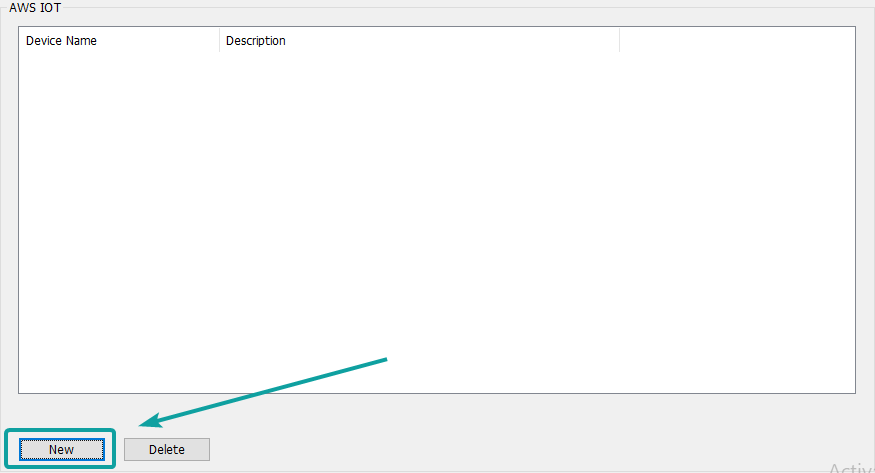 AWS IOT
Device Name Description
New Delete